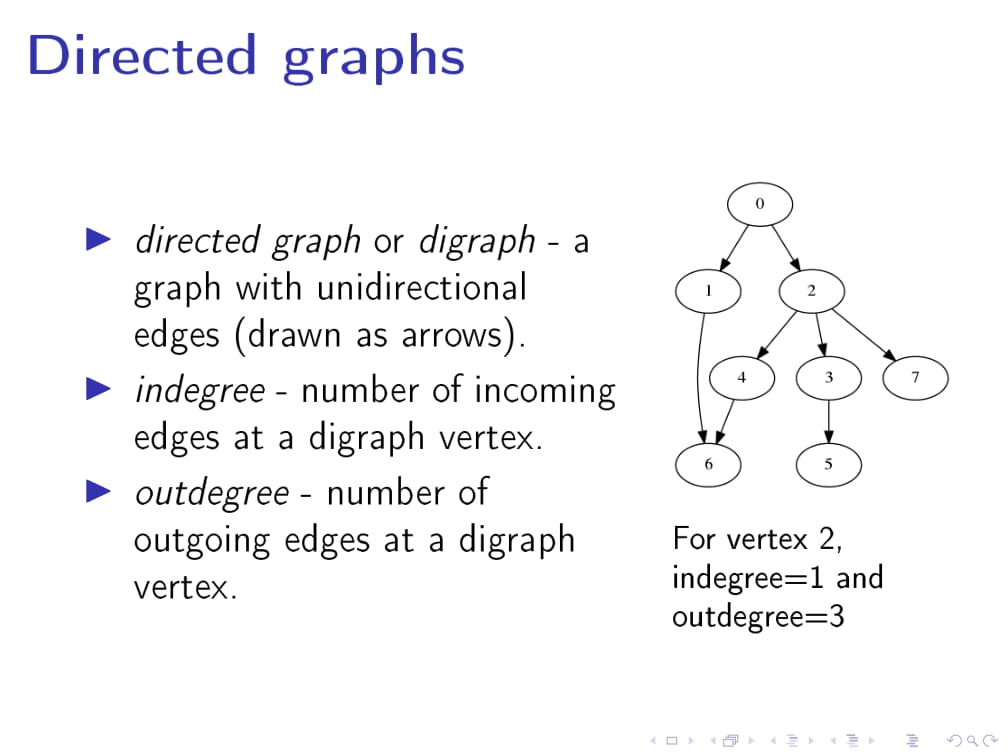 Directed graphs
directed graph or digraph - a
graph with unidirectional
edges (drawn as arrows).
indegree - number of incoming
edges at a digraph vertex.
outdegree - number of
outgoing edges at a digraph
vertex.
0
1
2
4
3
7
6
5
For vertex 2,
indegree=1 and
outdegree=3